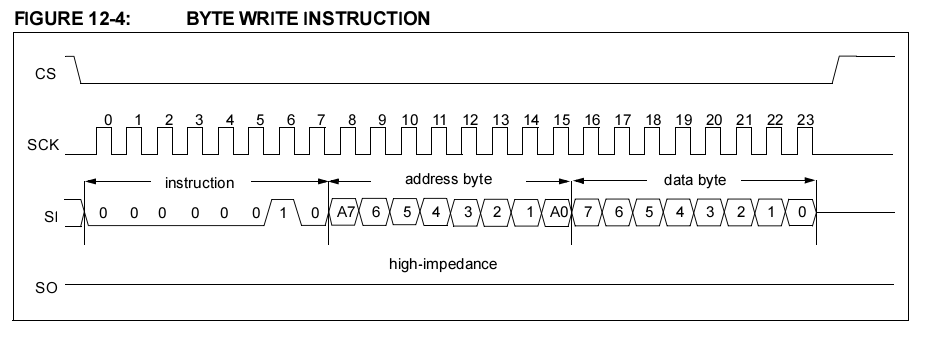 FIGURE 12-4: BYTE WRITE INSTRUCTION
CS
0 1 2 3 4 5 6 7 8 9 10 11 12 13 14 15 16 17 18 19 20 21 22 23
SCK
instruction address byte data byte
SI 0 0 0 0 0 0 1 0 A7 6 5 4 3 2 1 A0 7 6 5 4 3 2 1 0
high-impedance
SO